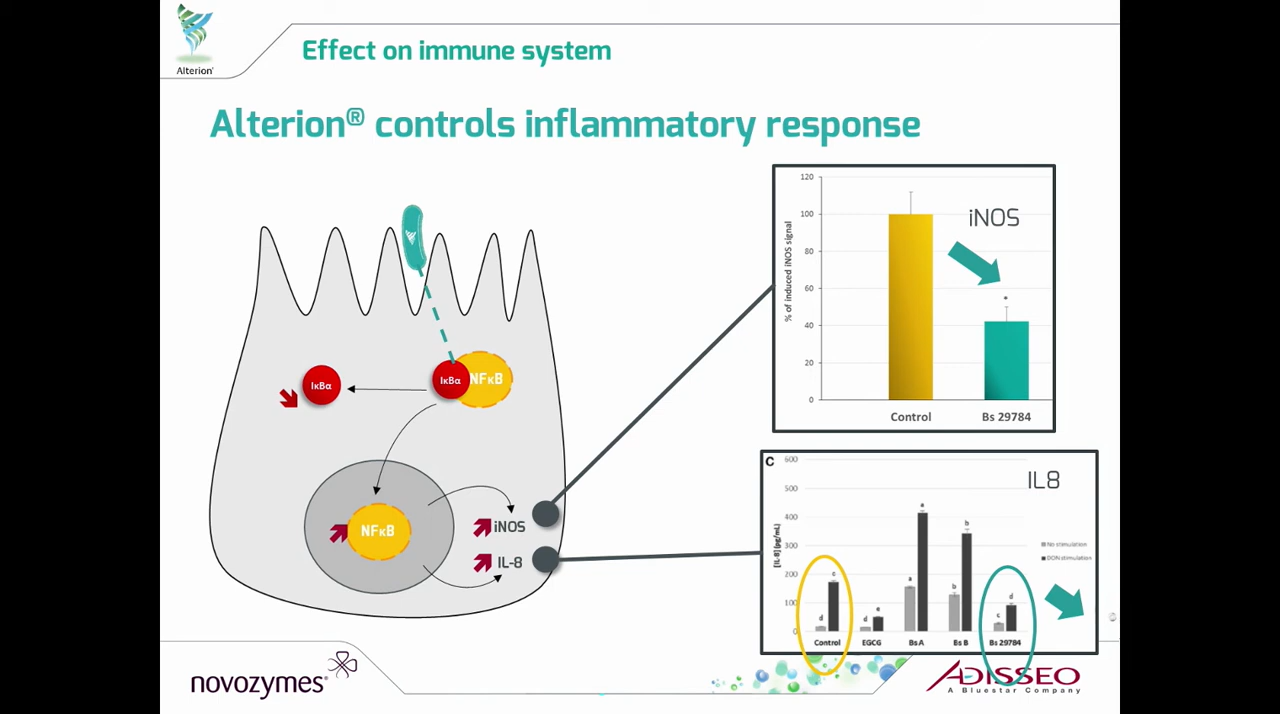 Alterion®
Effect on immune system
Alterion® controls inflammatory response
120
100
80
60
40
20
0
% of induced iNOS signal
iNOS
*
Control
Bs 29784
IκBα
IκBα
NFκB
NFκB
iNOS
IL-8
C
IL8
600
500
400
300
200
100
0
[IL-8] (pg/mL)
No stimulation
DON stimulation
d
c
d
e
a
a
b
b
c
d
Control
EGCG
Bs A
Bs B
Bs 29784
©
novozymes
ADISSEO
A Bluestar Company